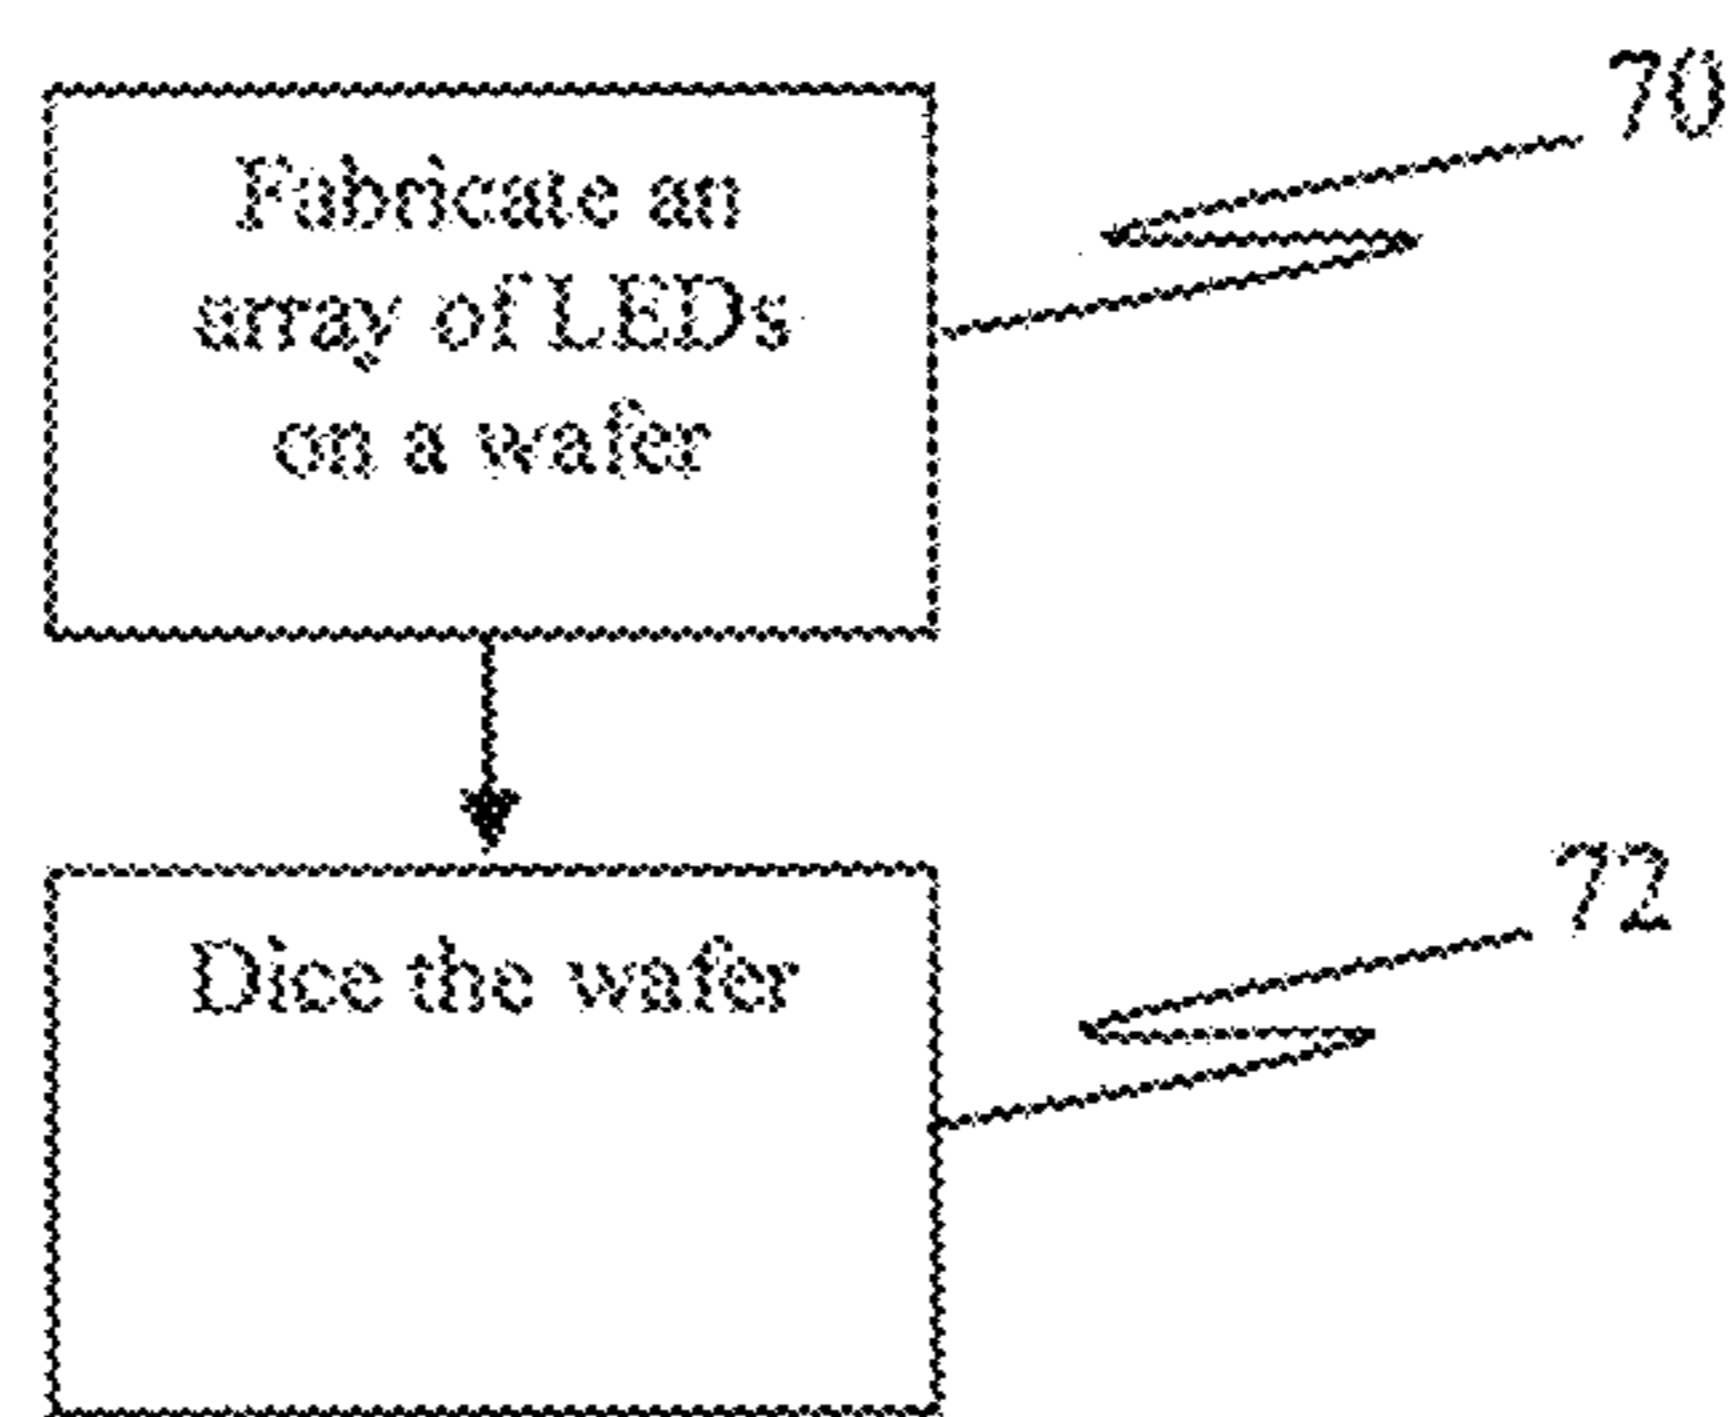 70
Fabricate an
array of LEDs
on a wafer
72
Dice the wafer